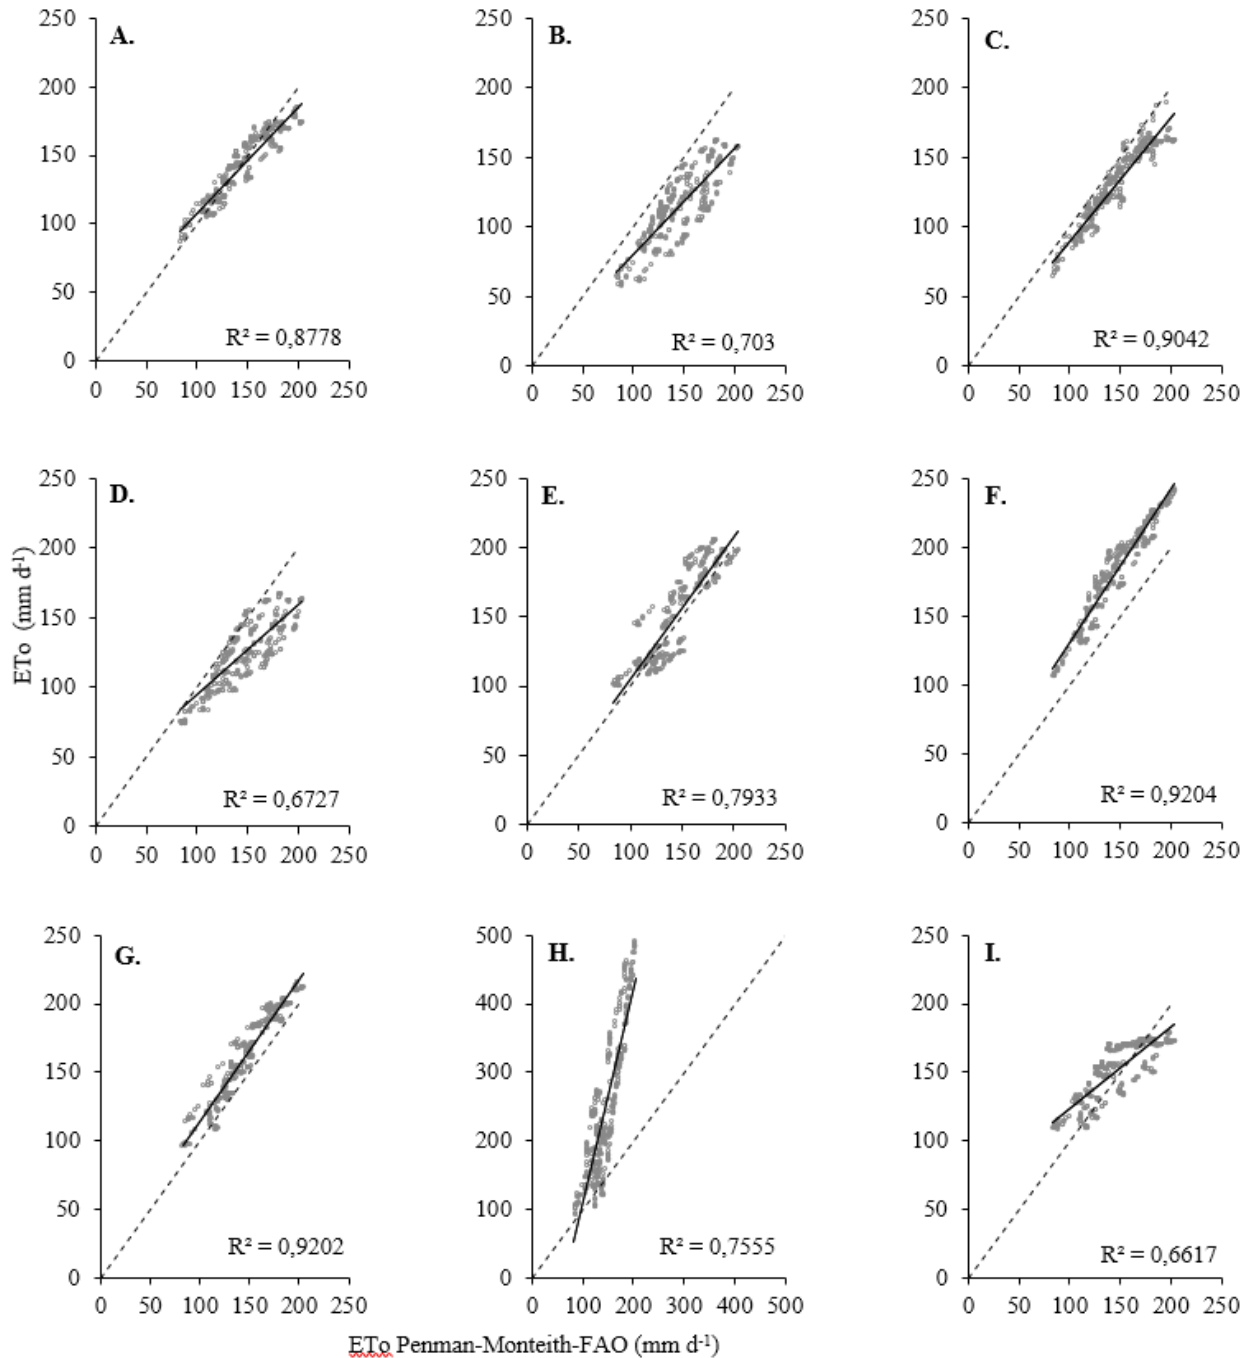 250
200
150
100
50
0
A.
R² = 0,8778
0 50 100 150 200 250
250
200
150
100
50
0
B.
R² = 0,703
0 50 100 150 200 250
250
200
150
100
50
0
C.
R² = 0,9042
0 50 100 150 200 250
ETo (mm d⁻¹)
250
200
150
100
50
0
D.
R² = 0,6727
0 50 100 150 200 250
250
200
150
100
50
0
E.
R² = 0,7933
0 50 100 150 200 250
250
200
150
100
50
0
F.
R² = 0,9204
0 50 100 150 200 250
250
200
150
100
50
0
G.
R² = 0,9202
0 50 100 150 200 250
500
400
300
200
100
0
H.
R² = 0,7555
0 100 200 300 400 500
250
200
150
100
50
0
I.
R² = 0,6617
0 50 100 150 200 250
ETo Penman-Monteith-FAO (mm d⁻¹)